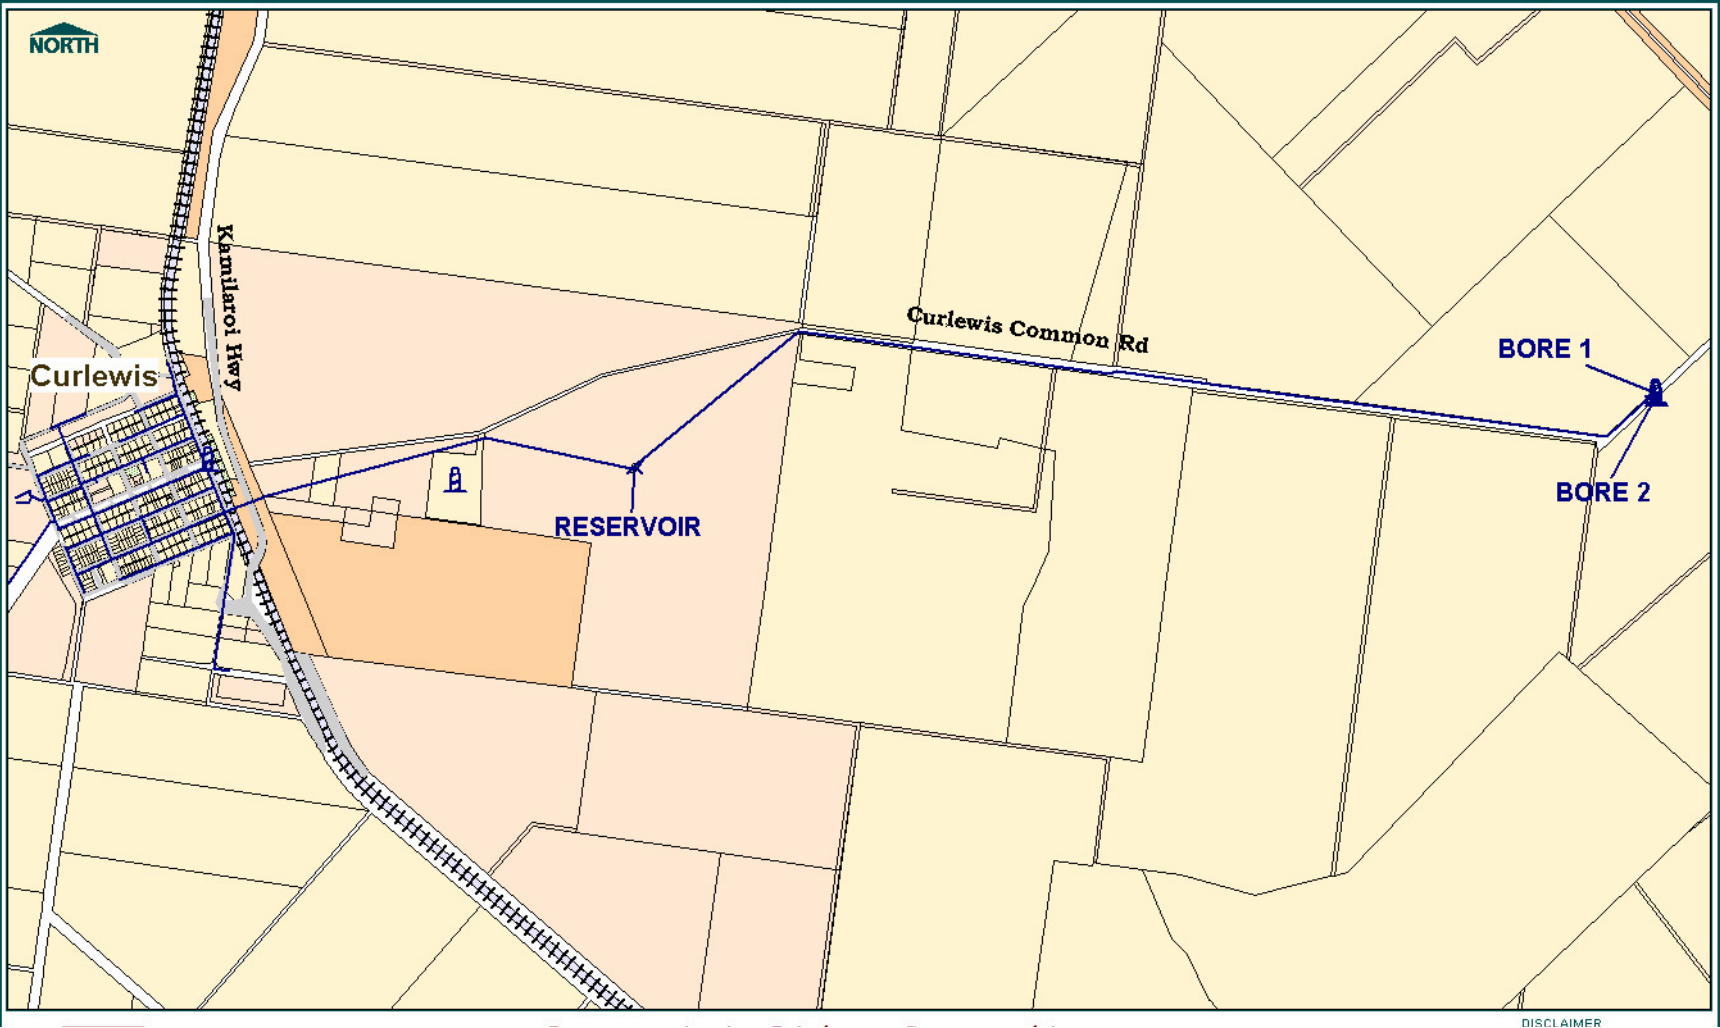 NORTH
Kamilaroi Hwy
Curlewis Common Rd
BORE 1
Curlewis
BORE 2
RESERVOIR
DISCLAIMER